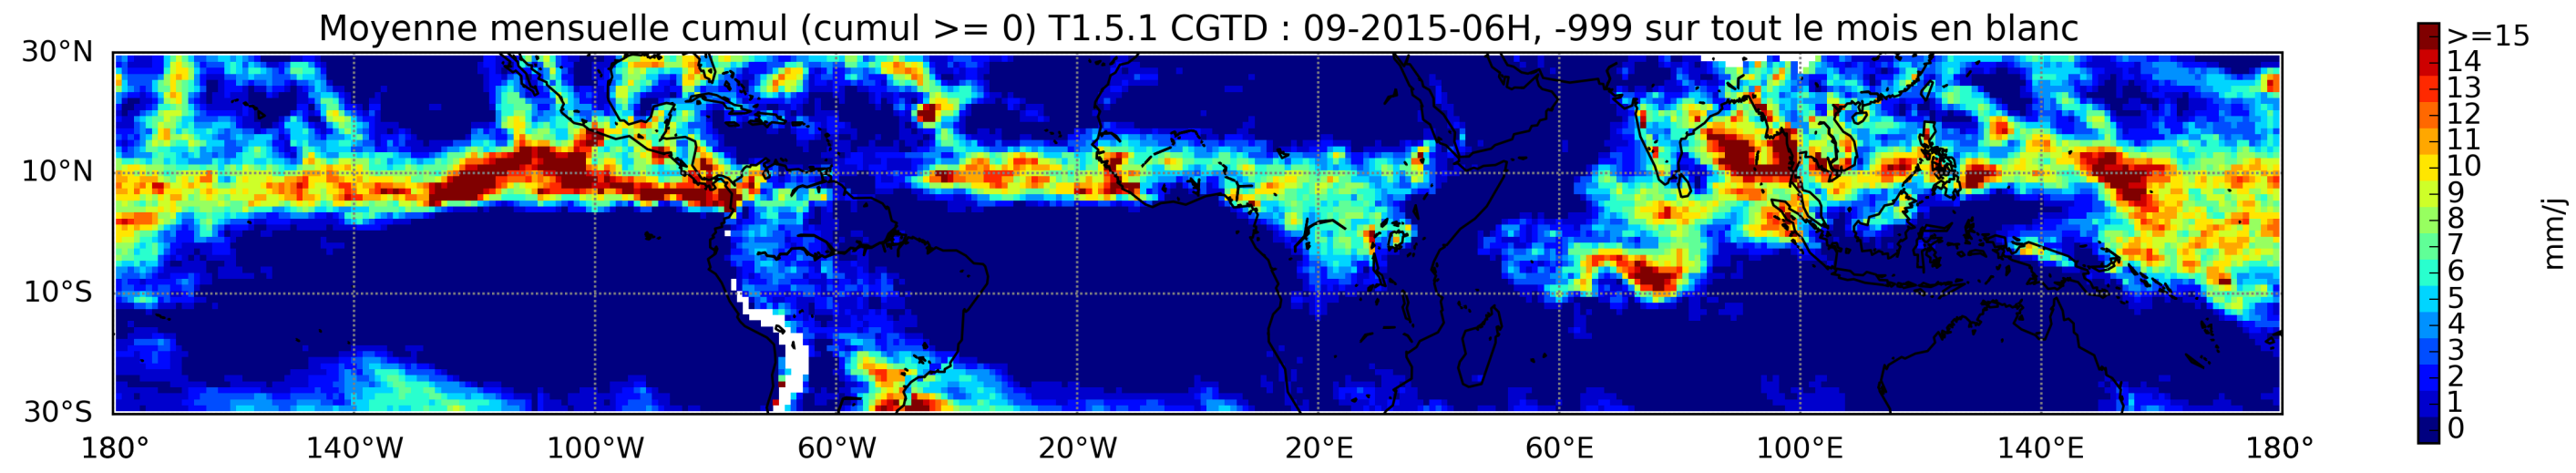 Moyenne mensuelle cumul (cumul >= 0) T1.5.1 CGTD : 09-2015-06H, -999 sur tout le mois en blanc
30°N
10°N
10°S
30°S
180° 140°W 100°W 60°W 20°W 20°E 60°E 100°E 140°E 180°
>=15
14
13
12
11
10
9
8
7
6
5
4
3
2
1
0
mm/j